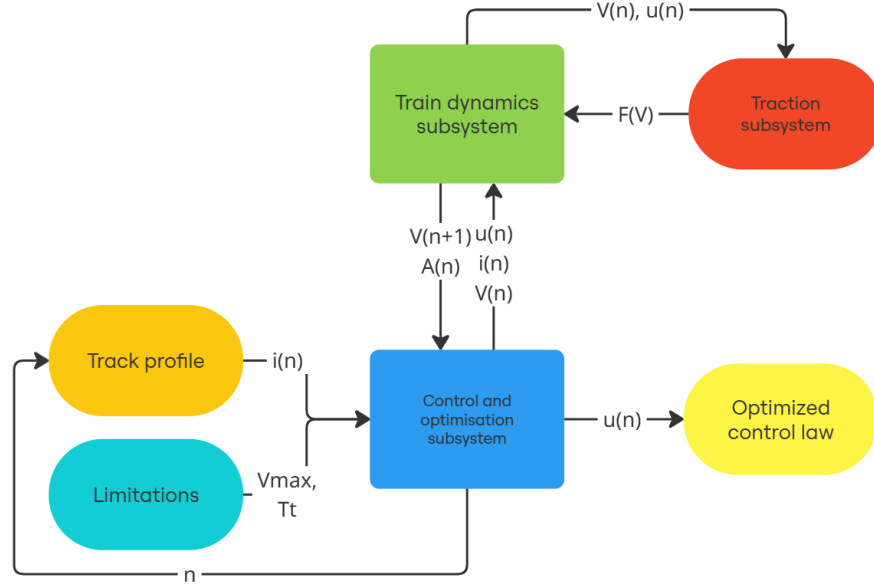 V(n), u(n)
Train dynamics
subsystem
F(V)
Traction
subsystem
V(n+1)
A(n)
u(n)
i(n)
V(n)
Track profile
i(n)
Control and
optimisation
subsystem
u(n)
Optimized
control law
Limitations
Vmax,
Tt
n